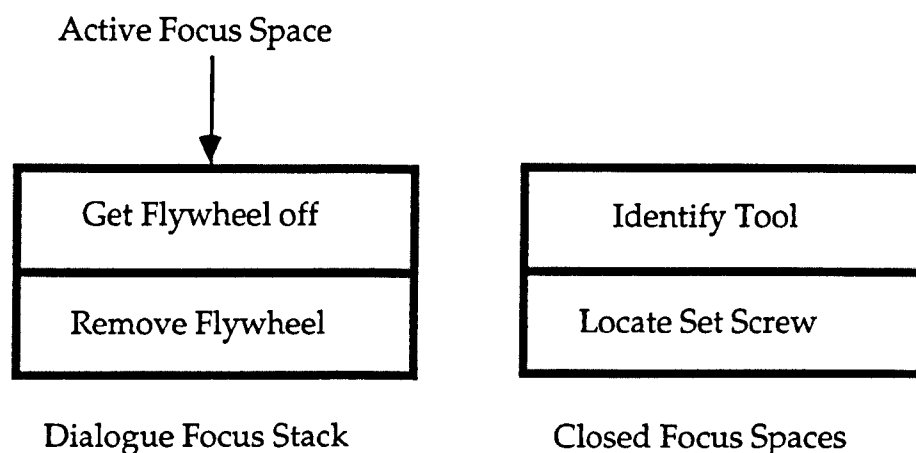 Active Focus Space
Get Flywheel off
Identify Tool
Remove Flywheel
Locate Set Screw
Dialogue Focus Stack
Closed Focus Spaces